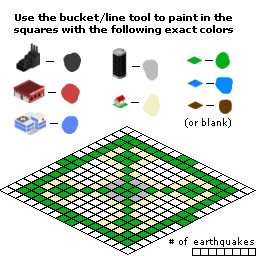 Use the bucket/line tool to paint in the
squares with the following exact colors
(or blank)
# of earthquakes